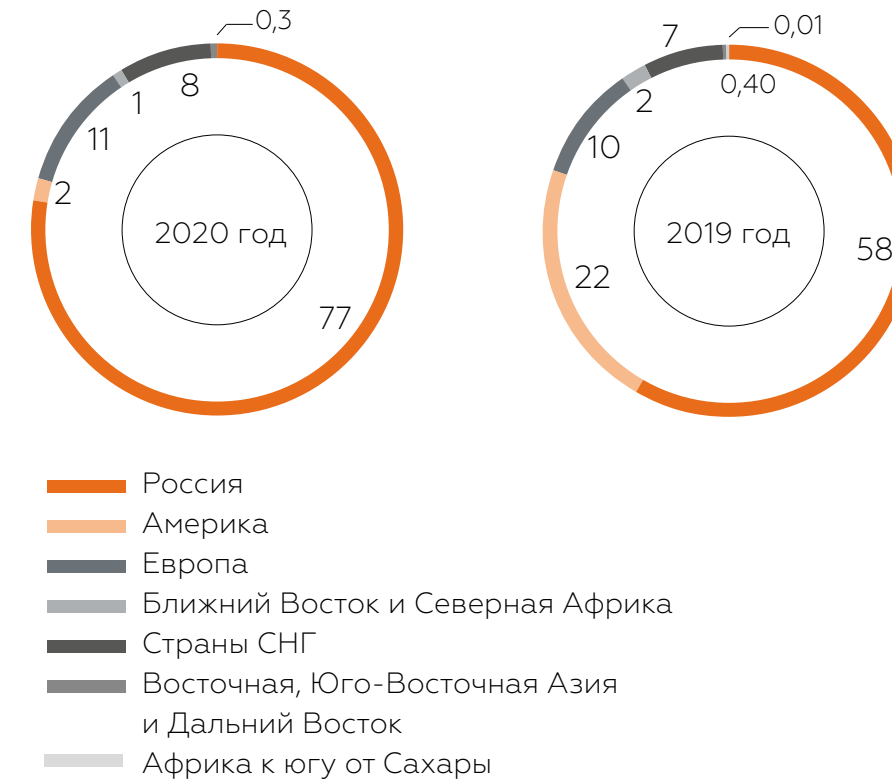 0,3
8
1
11
2
2020 год
77
0,01
7
0,40
2
10
22
2019 год
58
Россия
Америка
Европа
Ближний Восток и Северная Африка
Страны СНГ
Восточная, Юго-Восточная Азия
и Дальний Восток
Африка к югу от Сахары